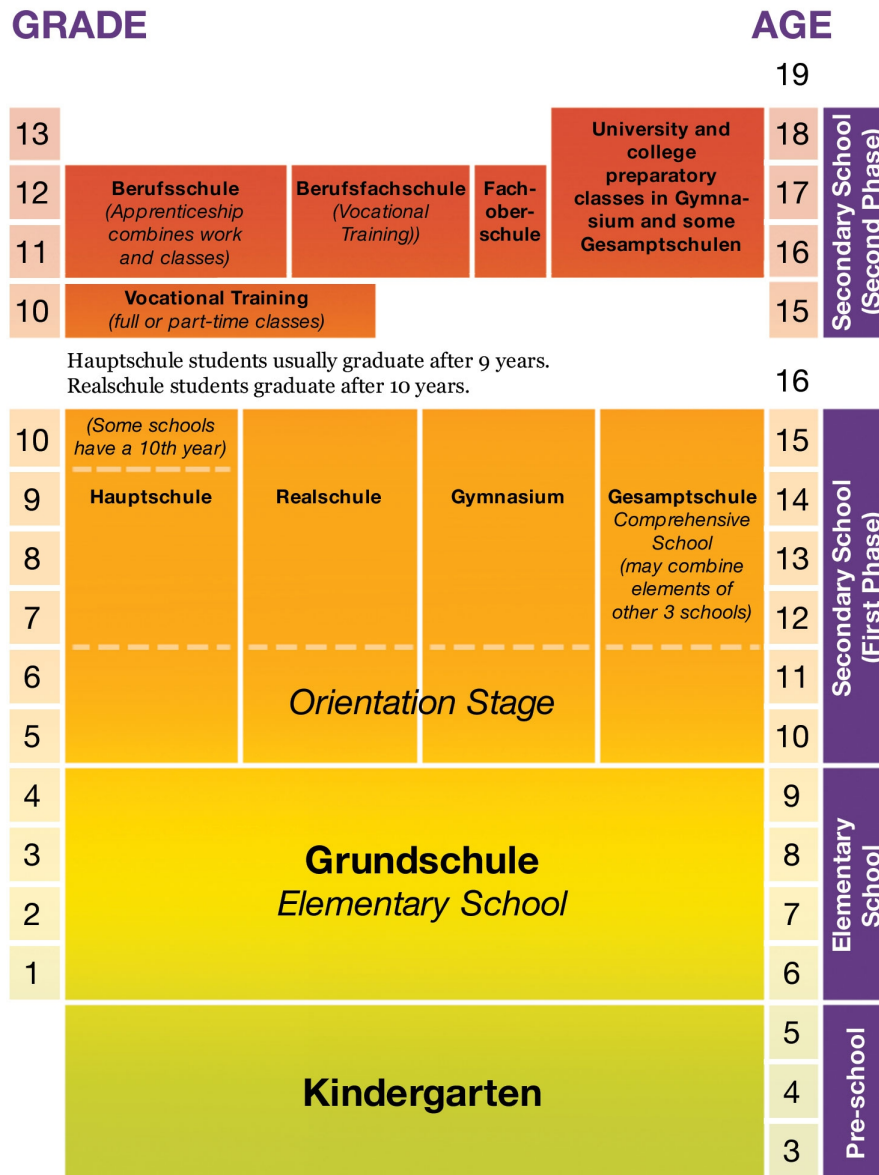 GRADE
AGE
19
13
18
12
17
11
16
10
15
Berufsschule
(Apprenticeship
combines work
and classes)
Berufsfachschule
(Vocational
Training))
Fach-
ober-
schule
University and
college
preparatory
classes in Gymna-
sium and some
Gesamptschulen
Vocational Training
(full or part-time classes)
Secondary School
(Second Phase)
Hauptschule students usually graduate after 9 years.
Realschule students graduate after 10 years.
16
10
15
9
14
8
13
7
12
6
11
5
10
(Some schools
have a 10th year)
Hauptschule
Realschule
Gymnasium
Gesamptschule
Comprehensive
School
(may combine
elements of
other 3 schools)
Orientation Stage
Secondary School
(First Phase)
4
9
3
8
2
7
1
6
Grundschule
Elementary School
Elementary
School
5
4
3
Kindergarten
Pre-school